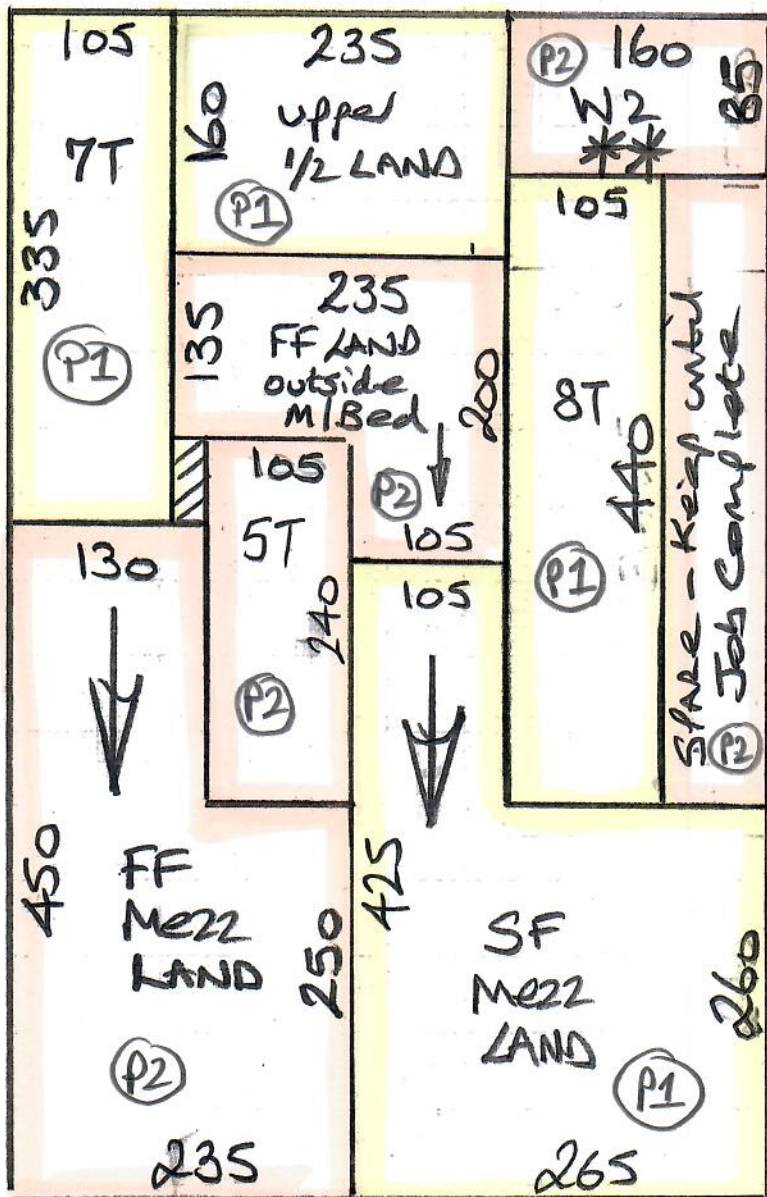 105
7T
335
P1
235
160
upper
1/2 LAND
P1
P2
160
W2
**
85
235
135
FF LAND
outside
M/Bed
200
P2
105
105
8T
440
P1
Spare - Keep until
Job Complete
P2
105
5T
240
P2
130
450
FF
Mezz
LAND
250
P2
235
105
425
SF
Mezz
LAND
260
P1
265